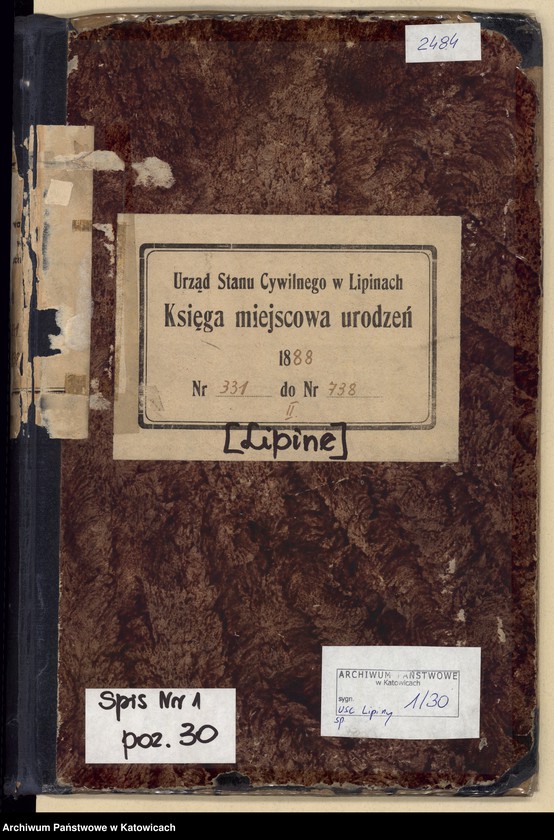 2484
Urząd Stanu Cywilnego w Lipinach
Księga miejscowa urodzeń
1888
Nr 331 do Nr 738
II
[Lipine]
ARCHIWUM PAŃSTWOWE
w Katowicach
sygn. 1/30
USC Lipiny
sp.
Spis Nr 1
poz. 30
Archiwum Państwowe w Katowicach